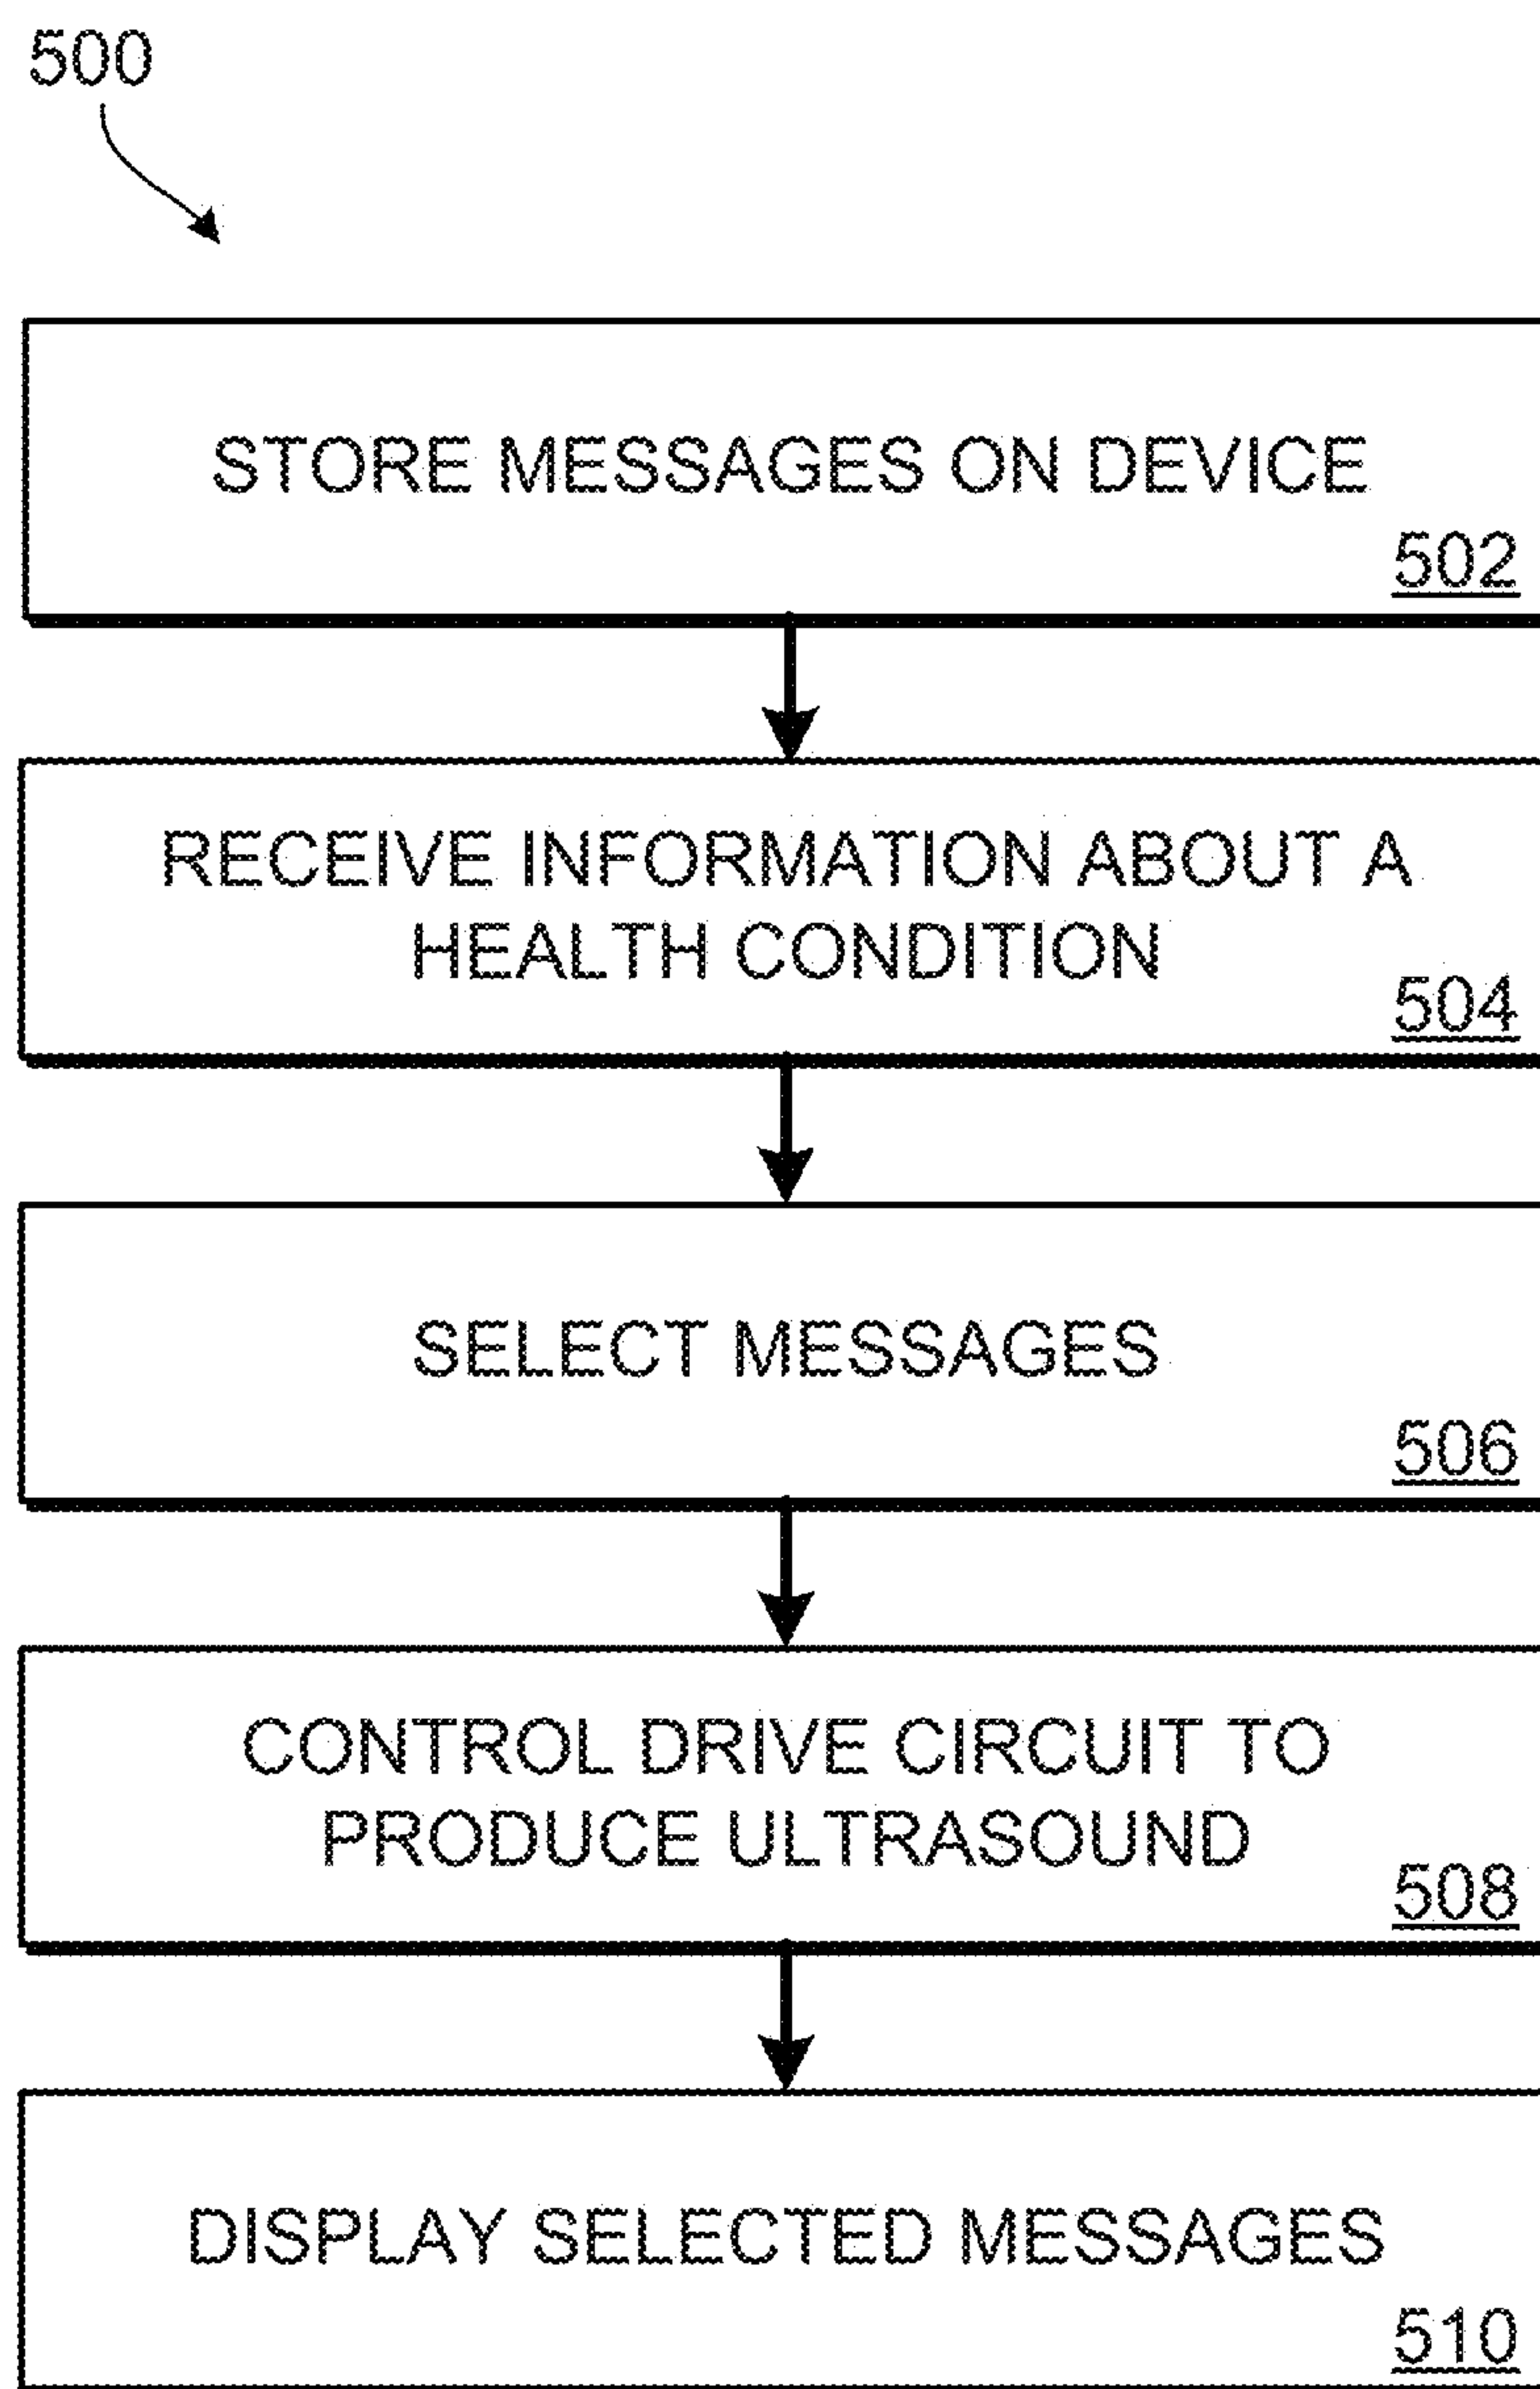 500
STORE MESSAGES ON DEVICE
502
RECEIVE INFORMATION ABOUT A
HEALTH CONDITION
504
SELECT MESSAGES
506
CONTROL DRIVE CIRCUIT TO
PRODUCE ULTRASOUND
508
DISPLAY SELECTED MESSAGES
510